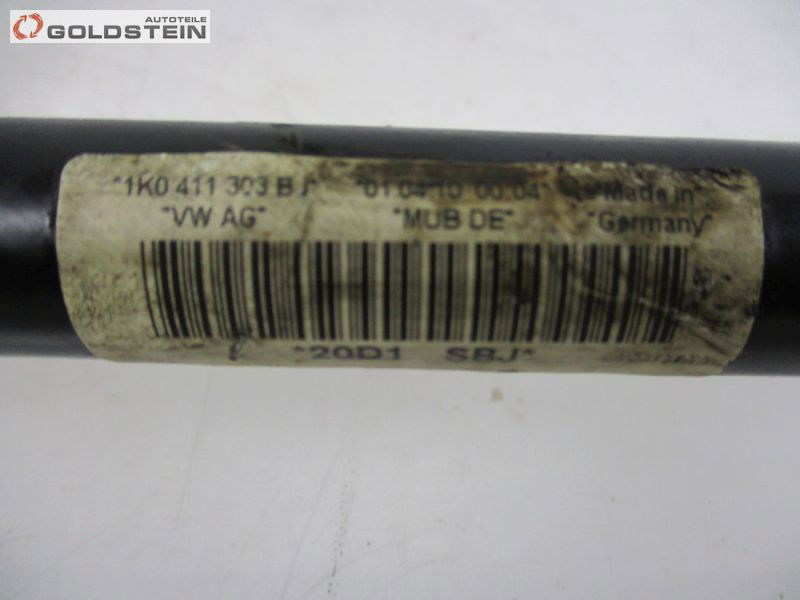 AUTOTEILE
GOLDSTEIN
*1K0 411 303 BJ* *01.04.10 00:04* *Made in*
*VW AG* *MUB DE* *Germany*
*20D1 SBJ*